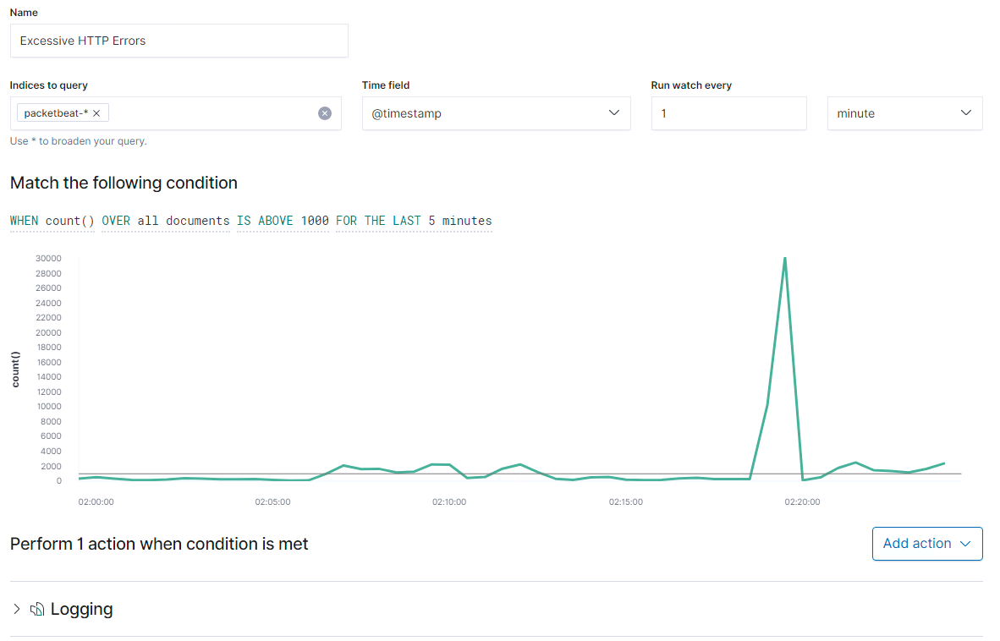 Name
Excessive HTTP Errors
Indices to query
Time field
Run watch every
packetbeat-*
@timestamp
1
minute
Use * to broaden your query.
Match the following condition
WHEN count() OVER all documents IS ABOVE 1000 FOR THE LAST 5 minutes
30000
28000
26000
24000
22000
20000
18000
16000
14000
12000
10000
8000
6000
4000
2000
0
count()
02:00:00
02:05:00
02:10:00
02:15:00
02:20:00
Perform 1 action when condition is met
Add action
Logging